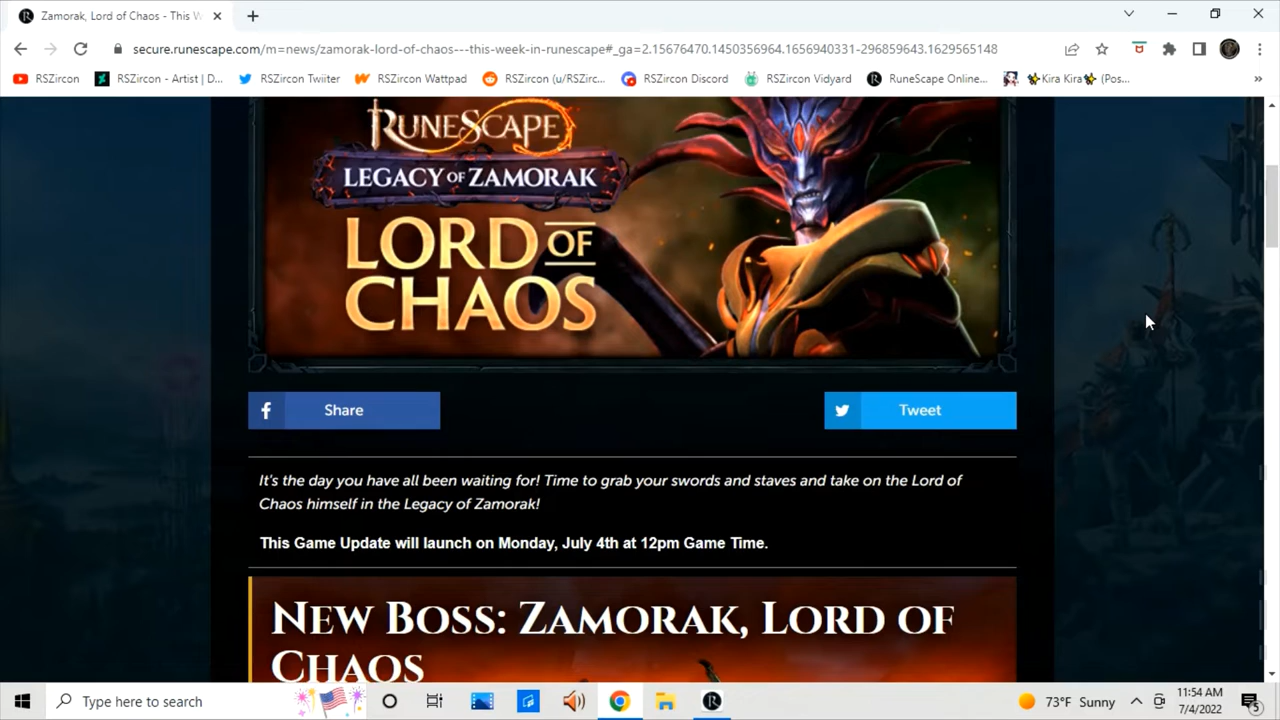 Zamorak, Lord of Chaos - This W
secure.runescape.com/m=news/zamorak-lord-of-chaos---this-week-in-runescape#_ga=2.15676470.1450356964.1656940331-296859643.1629565148
RSZircon
RSZircon - Artist | D...
RSZircon Twiiter
RSZircon Wattpad
RSZircon (u/RSZirc...
RSZircon Discord
RSZircon Vidyard
RuneScape Online...
Kira Kira (Pos...
RuneScape
LEGACY OF ZAMORAK
LORD OF
CHAOS
Share
Tweet
It's the day you have all been waiting for! Time to grab your swords and staves and take on the Lord of
Chaos himself in the Legacy of Zamorak!
This Game Update will launch on Monday, July 4th at 12pm Game Time.
New Boss: Zamorak, Lord of
Chaos
Type here to search
73°F Sunny
11:54 AM
7/4/2022
5